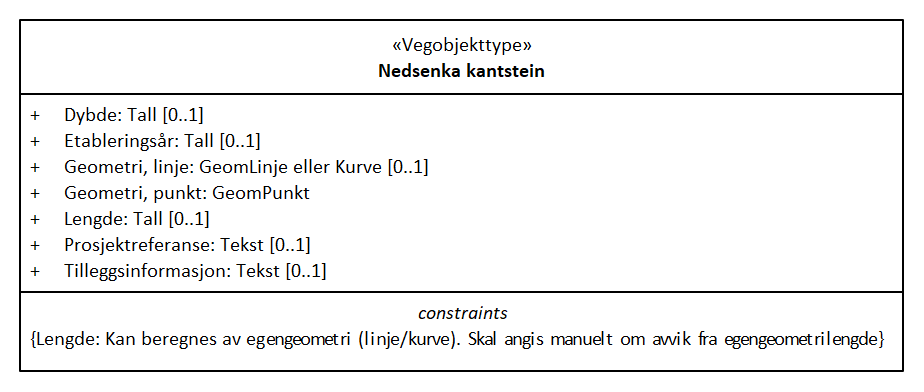 «Vegobjekttype»
Nedsenka kantstein
+ Dybde: Tall [0..1]
+ Etableringsår: Tall [0..1]
+ Geometri, linje: GeomLinje eller Kurve [0..1]
+ Geometri, punkt: GeomPunkt
+ Lengde: Tall [0..1]
+ Prosjektreferanse: Tekst [0..1]
+ Tilleggsinformasjon: Tekst [0..1]
constraints
{Lengde: Kan beregnes av egengeometri (linje/kurve). Skal angis manuelt om avvik fra egengeometrilengde}